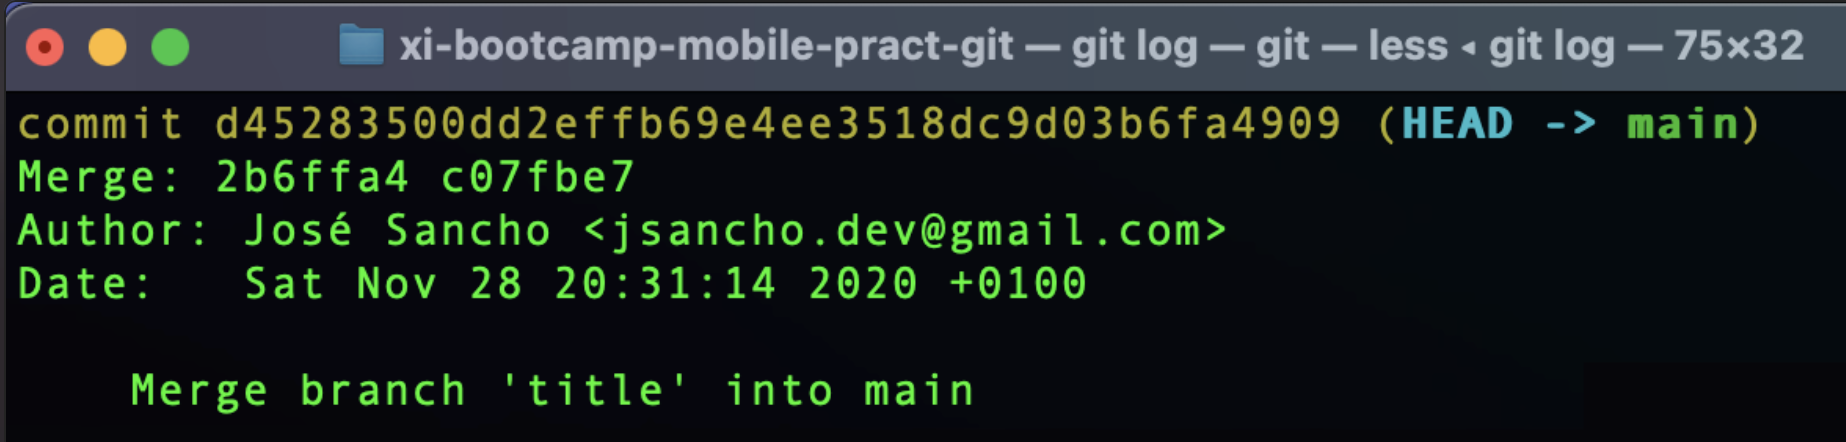 xi-bootcamp-mobile-pract-git — git log — git — less ◂ git log — 75×32
commit d45283500dd2effb69e4ee3518dc9d03b6fa4909 (HEAD -> main)
Merge: 2b6ffa4 c07fbe7
Author: José Sancho <jsancho.dev@gmail.com>
Date:   Sat Nov 28 20:31:14 2020 +0100
Merge branch 'title' into main